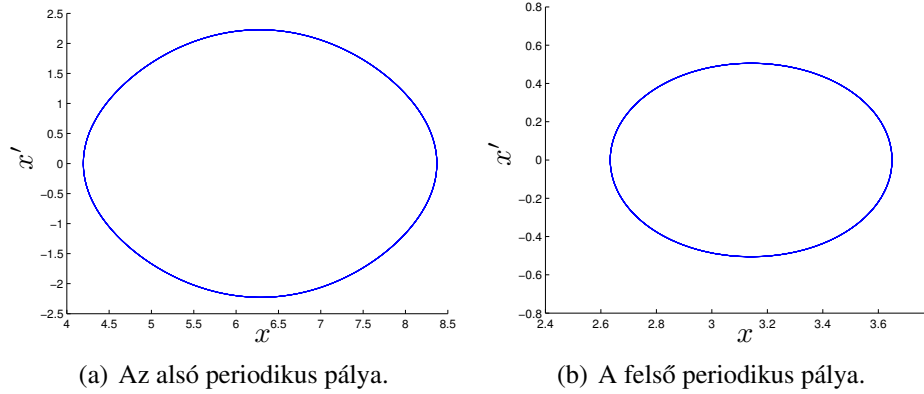 2.5
2
1.5
1
0.5
0
−0.5
−1
−1.5
−2
−2.5
4 4.5 5 5.5 6 6.5 7 7.5 8 8.5
x′
x
(a) Az alsó periodikus pálya.
0.8
0.6
0.4
0.2
0
−0.2
−0.4
−0.6
−0.8
2.4 2.6 2.8 3 3.2 3.4 3.6
x′
x
(b) A felső periodikus pálya.